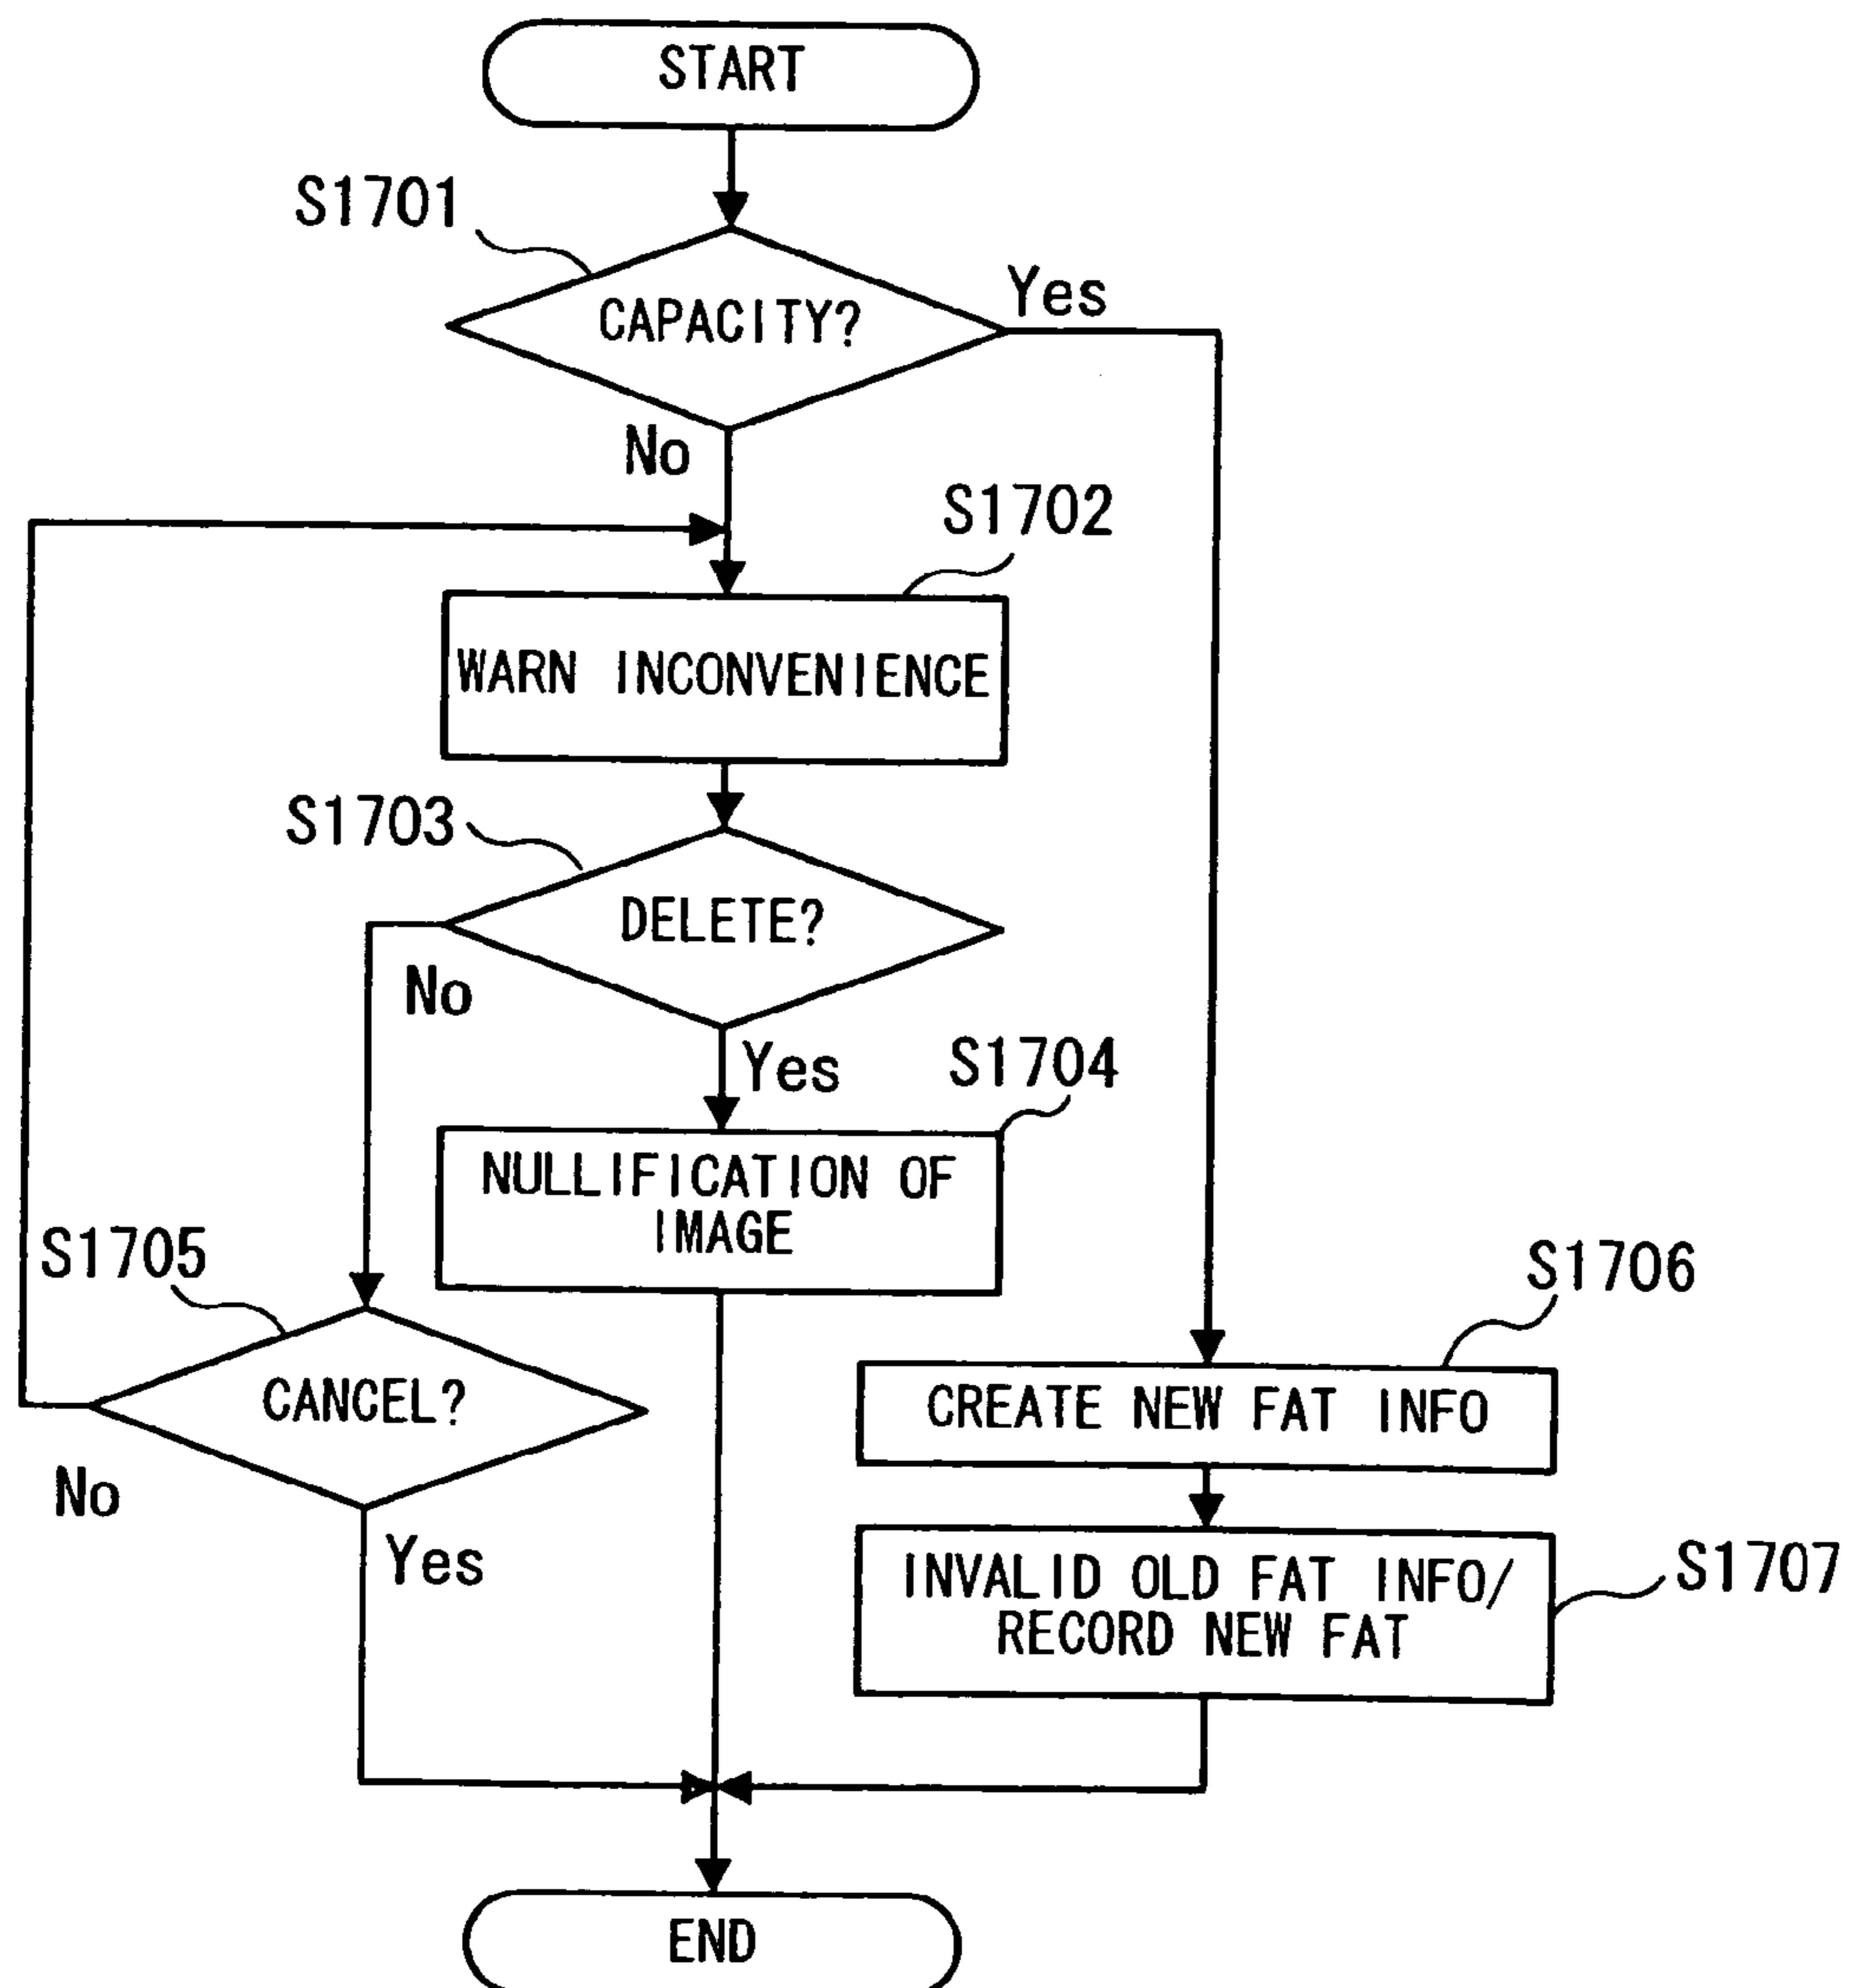 START
S1701
CAPACITY?
Yes
No
S1702
WARN INCONVENIENCE
S1703
DELETE?
No
Yes
S1704
NULLIFICATION OF
IMAGE
S1705
CANCEL?
No
Yes
S1706
CREATE NEW FAT INFO
INVALID OLD FAT INFO/
RECORD NEW FAT
S1707
END